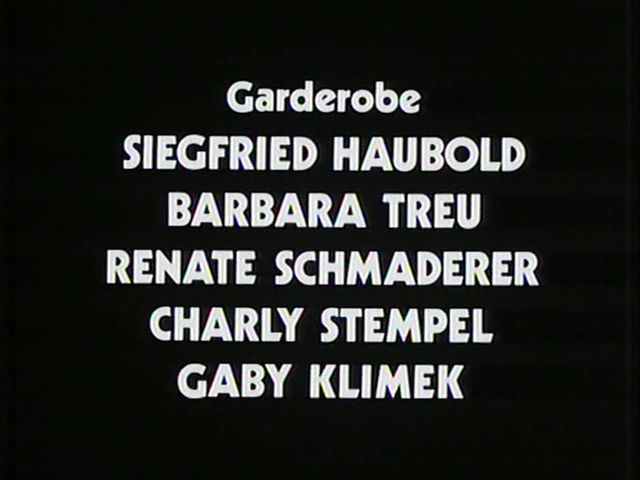 Garderobe
SIEGFRIED HAUBOLD
BARBARA TREU
RENATE SCHMADERER
CHARLY STEMPEL
GABY KLIMEK